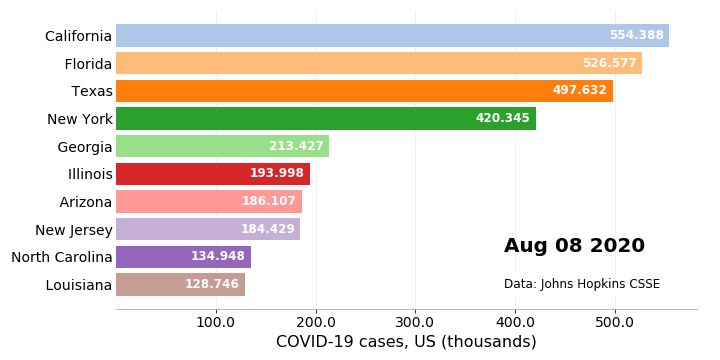 California 554.388
Florida 526.577
Texas 497.632
New York 420.345
Georgia 213.427
Illinois 193.998
Arizona 186.107
New Jersey 184.429
North Carolina 134.948
Louisiana 128.746
Aug 08 2020
Data: Johns Hopkins CSSE
100.0 200.0 300.0 400.0 500.0
COVID-19 cases, US (thousands)